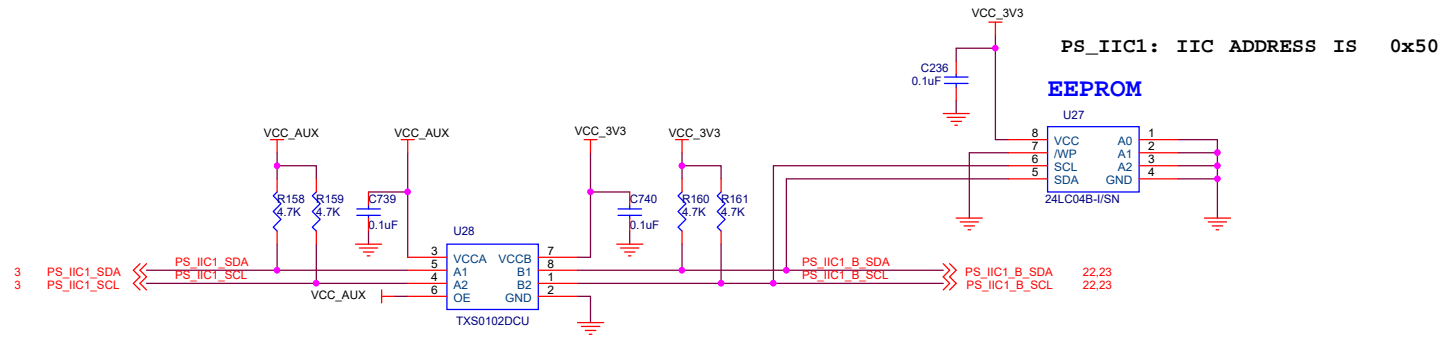 VCC_3V3
PS_IIC1: IIC ADDRESS IS 0x50
C236
0.1uF
EEPROM
U27
8 VCC A0 1
7 /WP A1 2
6 SCL A2 3
5 SDA GND 4
24LC04B-I/SN
VCC_AUX VCC_AUX VCC_3V3 VCC_3V3
R158 R159 C739 C740 R160 R161
4.7K 4.7K 0.1uF 0.1uF 4.7K 4.7K
U28
3 VCCA VCCB 7
3 PS_IIC1_SDA PS_IIC1_SDA 5 A1 B1 8 PS_IIC1_B_SDA PS_IIC1_B_SDA 22,23
3 PS_IIC1_SCL PS_IIC1_SCL 4 A2 B2 1 PS_IIC1_B_SCL PS_IIC1_B_SCL 22,23
VCC_AUX 6 OE GND 2
TXS0102DCU